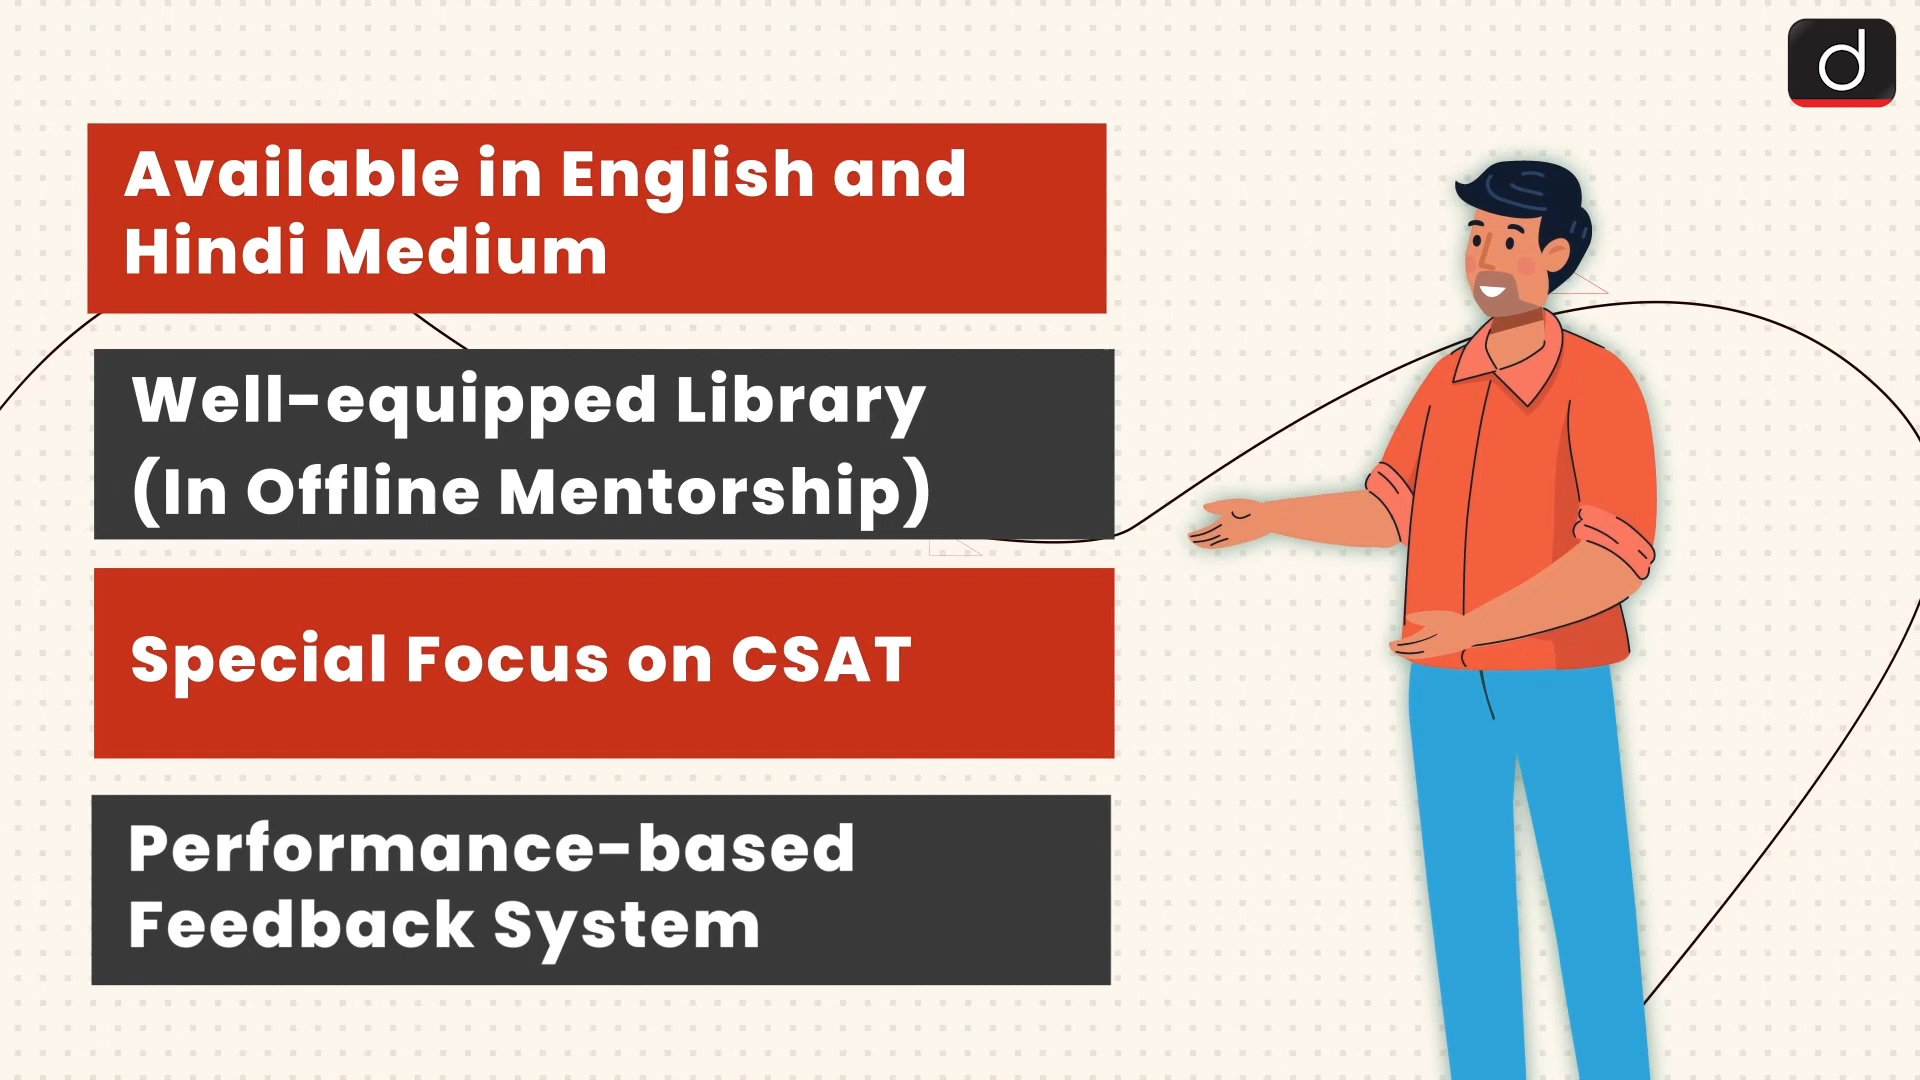 d
Available in English and
Hindi Medium
Well-equipped Library
(In Offline Mentorship)
Special Focus on CSAT
Performance-based
Feedback System